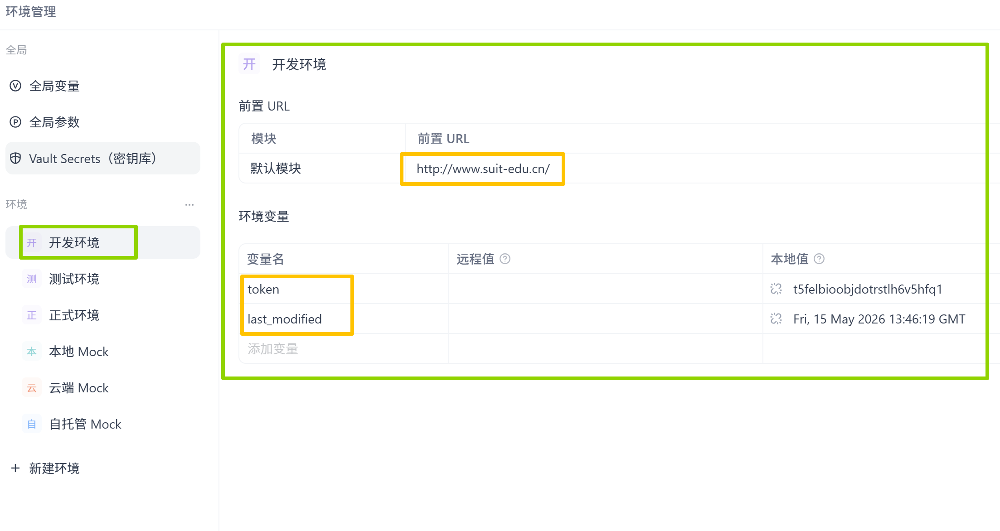 环境管理
全局
全局变量
全局参数
Vault Secrets（密钥库）
环境
开 开发环境
测 测试环境
正 正式环境
本 本地 Mock
云 云端 Mock
自 自托管 Mock
新建环境
开 开发环境
前置 URL
模块 前置 URL
默认模块 http://www.suit-edu.cn/
环境变量
变量名 远程值 本地值
token t5felbioobjdotrstlh6v5hfq1
last_modified Fri, 15 May 2026 13:46:19 GMT
添加变量